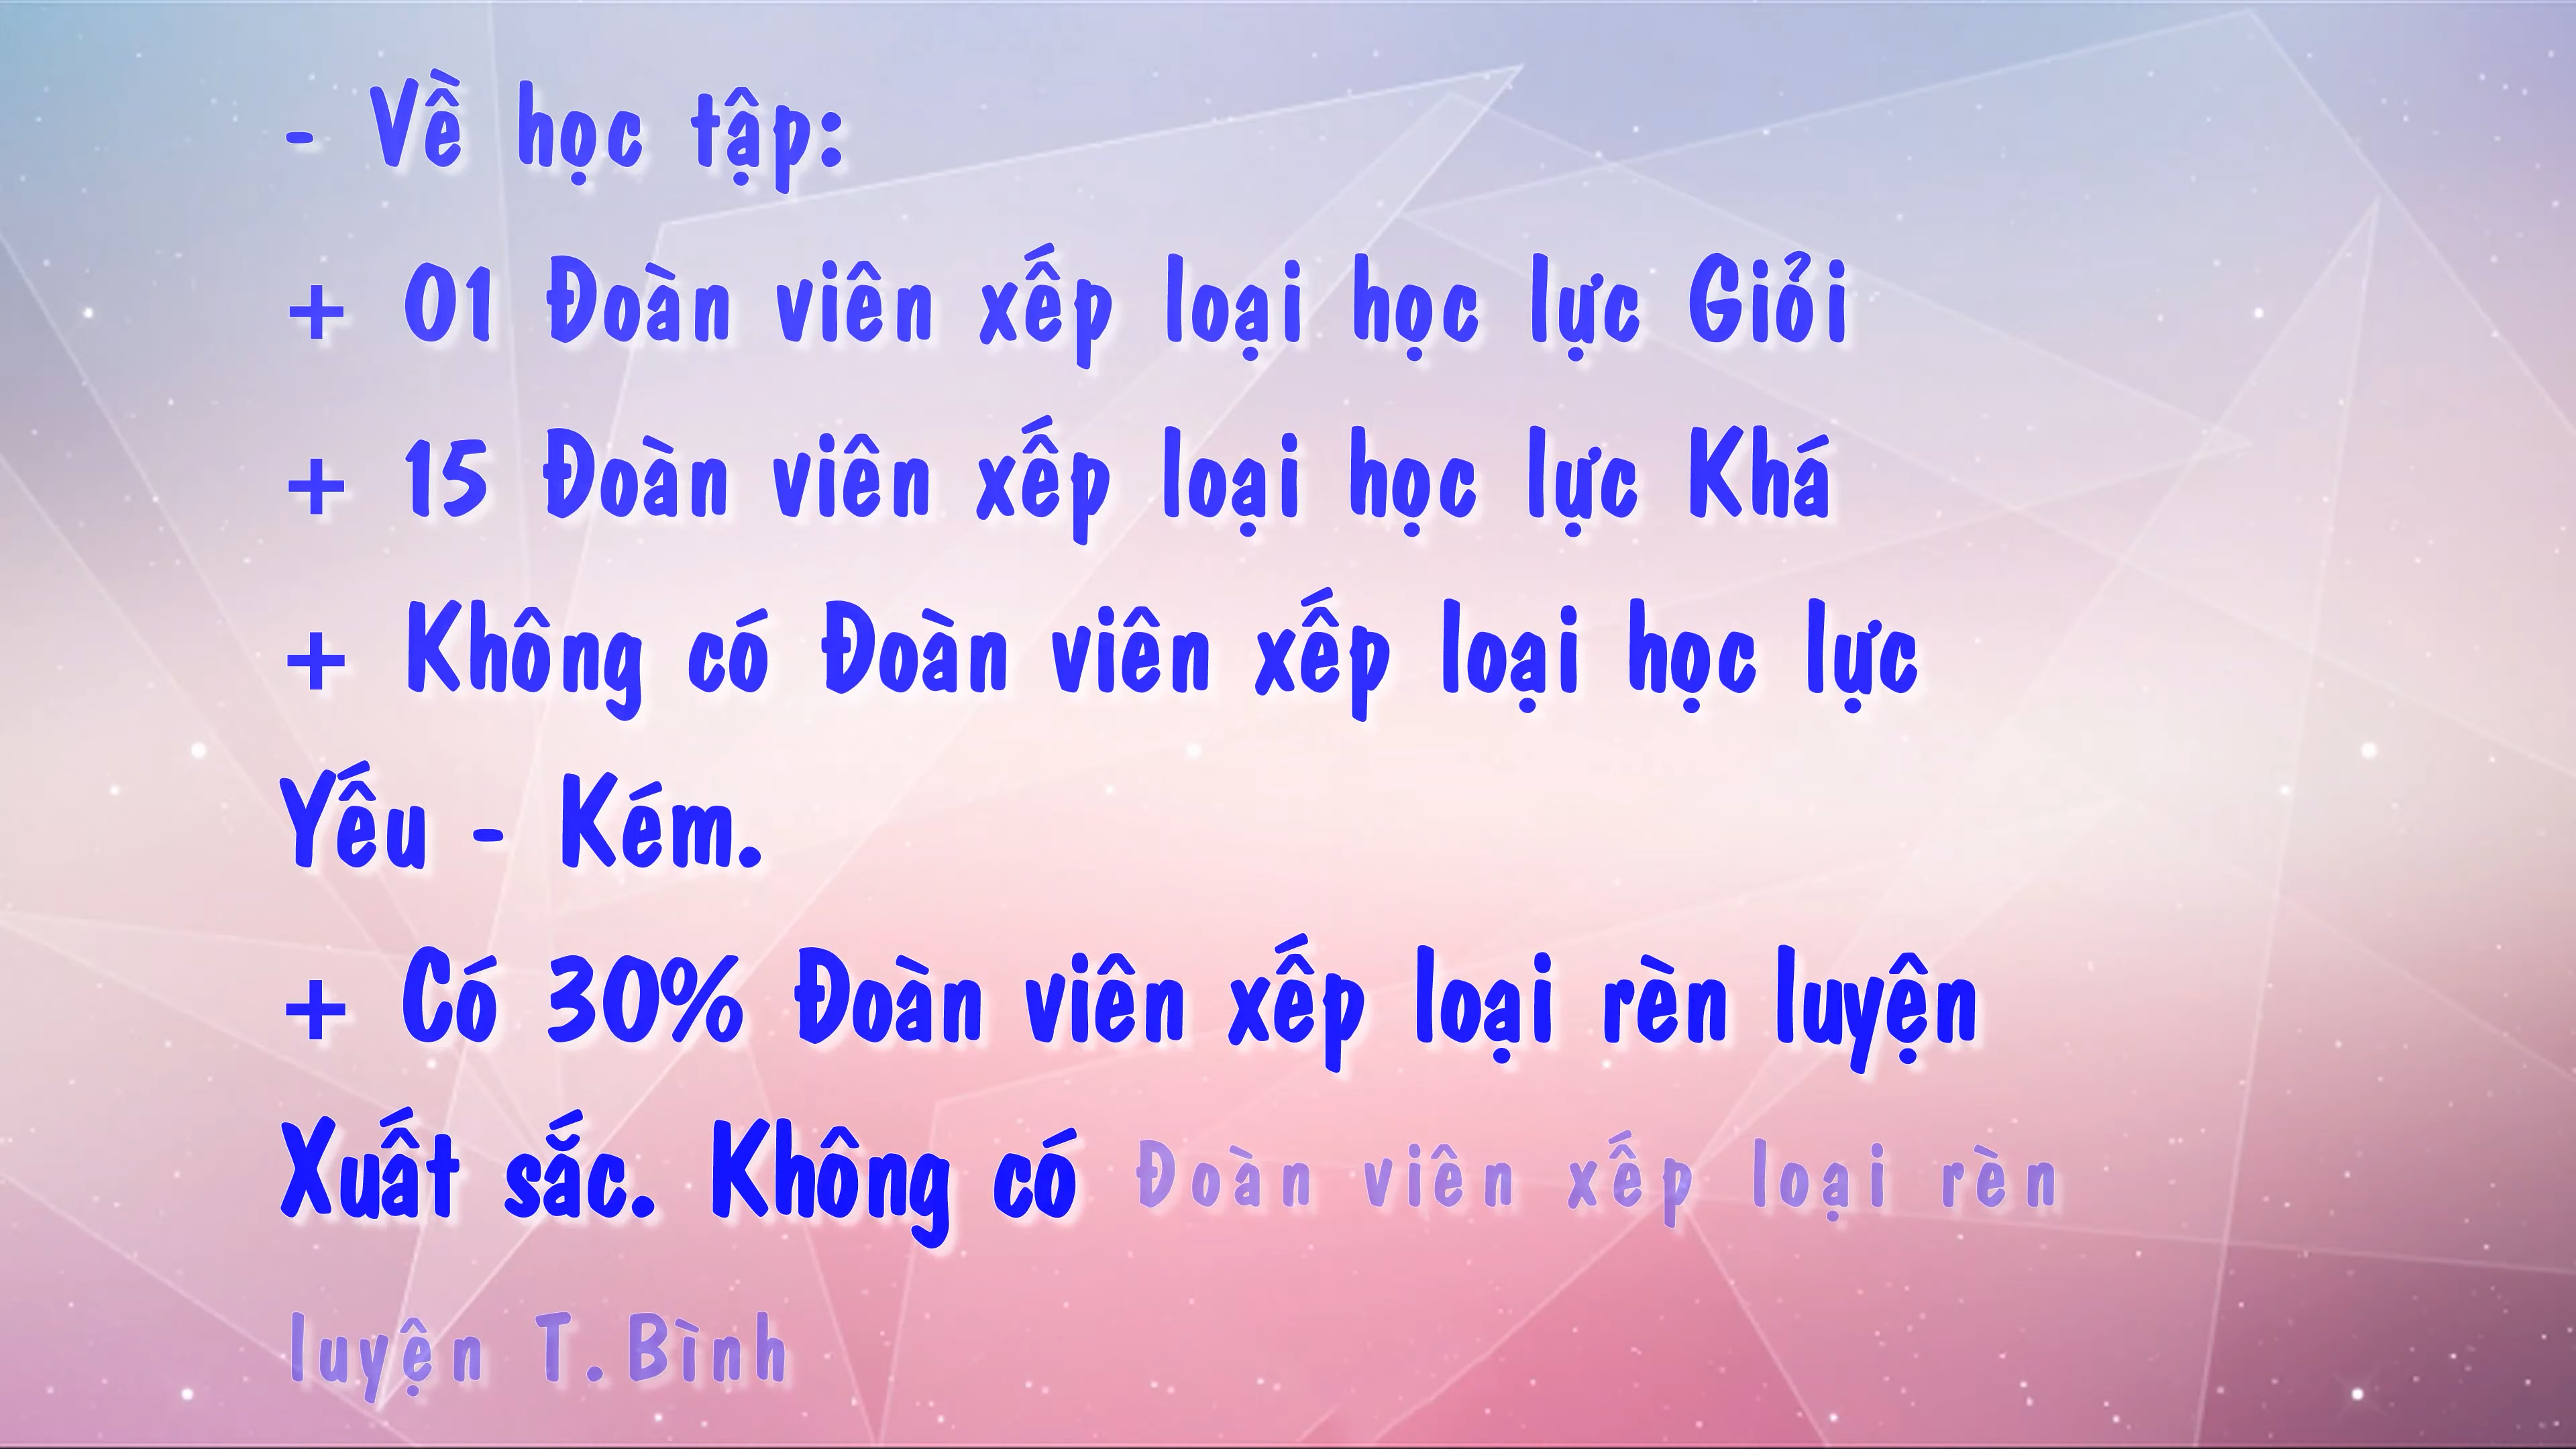 - Về học tập:
+ 01 Đoàn viên xếp loại học lực Giỏi
+ 15 Đoàn viên xếp loại học lực Khá
+ Không có Đoàn viên xếp loại học lực
Yếu - Kém.
+ Có 30% Đoàn viên xếp loại rèn luyện
Xuất sắc. Không có Đoàn viên xếp loại rèn
luyện T.Bình